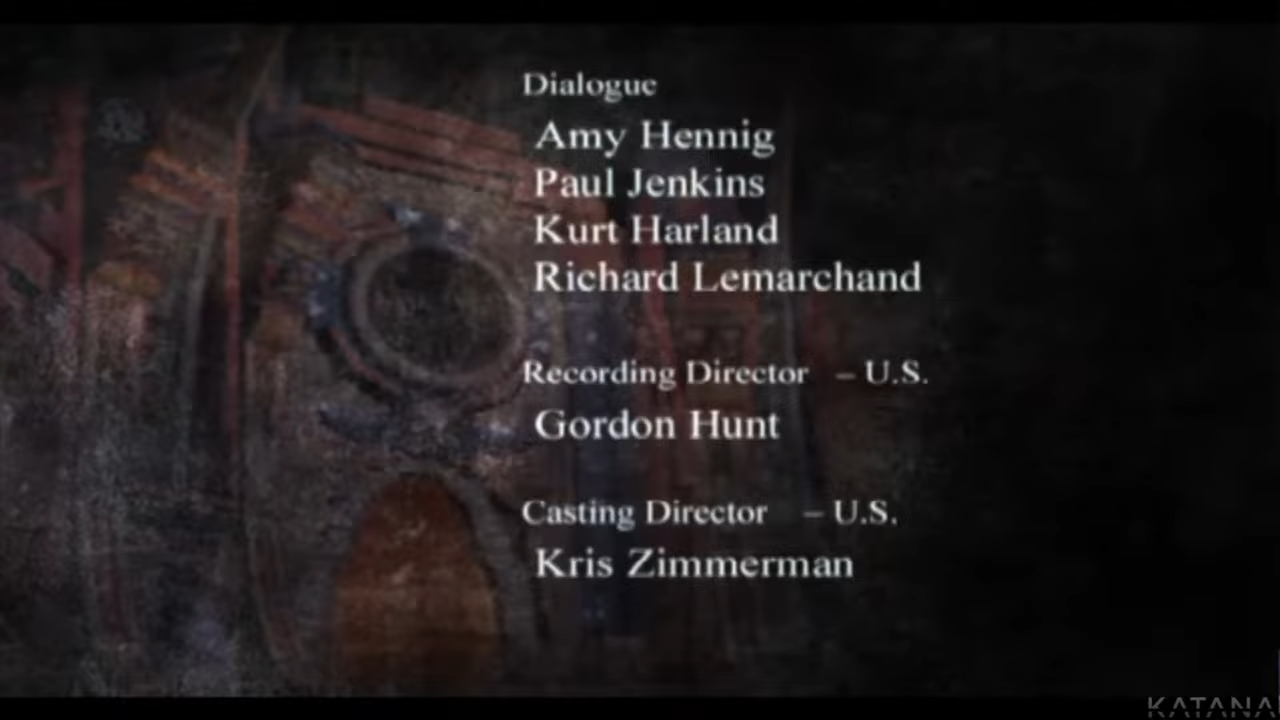 Dialogue
Amy Hennig
Paul Jenkins
Kurt Harland
Richard Lemarchand
Recording Director – U.S.
Gordon Hunt
Casting Director – U.S.
Kris Zimmerman
KATANA